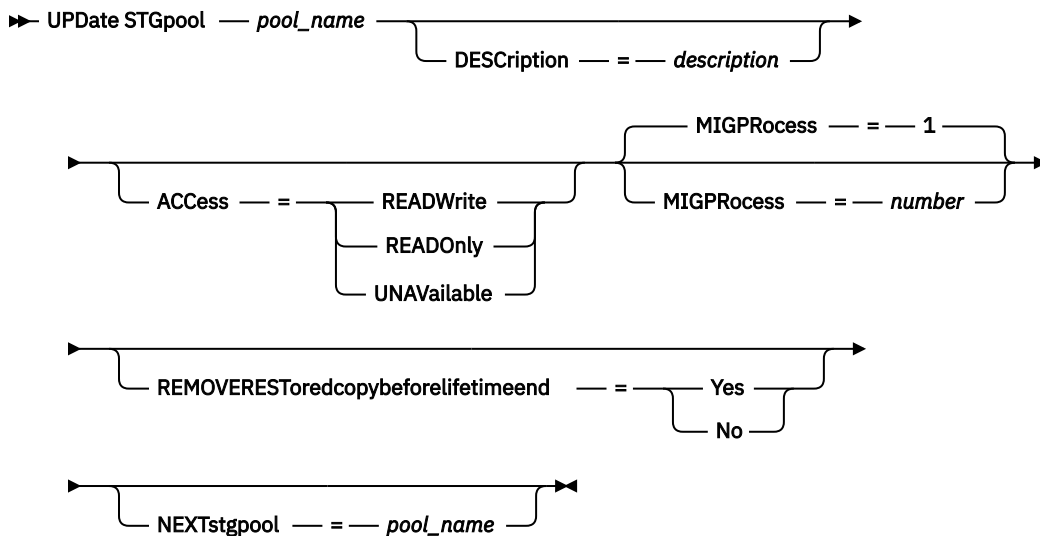 UPDate STGpool — pool_name
DESCription — = — description
MIGPRocess — = — 1
ACCess — = READWrite
MIGPRocess — = — number
READOnly
UNAVailable
REMOVERESToredcopybeforelifetimeend — = Yes
No
NEXTstgpool — = — pool_name